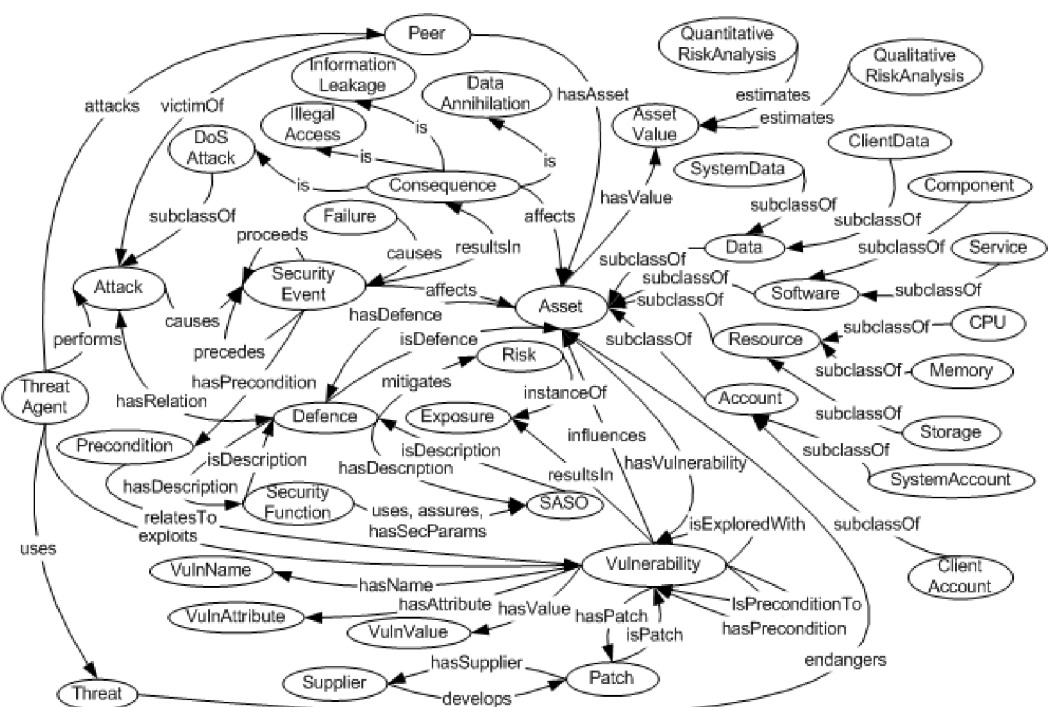 Peer
Quantitative
RiskAnalysis
Qualitative
RiskAnalysis
Information
Leakage
Data
Annihilation
attacks
victimOf
hasAsset
estimates
estimates
Illegal
Access
Asset
Value
DoS
Attack
is
is
is
is
ClientData
SystemData
Component
Consequence
hasValue
subclassOf
subclassOf
Failure
affects
subclassOf
proceeds
causes
resultsIn
Data
subclassOf
Service
subclassOf
subclassOf
subclassOf
Attack
Security
Event
affects
Asset
Software
subclassOf
causes
hasDefence
subclassOf
CPU
performs
precedes
isDefence
Risk
Resource
subclassOf
Threat
Agent
hasPrecondition
mitigates
instanceOf
subclassOf
Memory
hasRelation
Defence
Exposure
Account
subclassOf
Storage
Precondition
influences
subclassOf
isDescription
hasDescription
resultsIn
hasVulnerability
SystemAccount
hasDescription
Security
Function
uses, assures,
hasSecParams
SASO
relatesTo
exploits
isExploredWith
subclassOf
uses
Vulnerability
Client
Account
VulnName
hasName
VulnAttribute
hasAttribute
hasValue
IsPreconditionTo
hasPatch
hasPrecondition
VulnValue
isPatch
hasSupplier
endangers
Threat
Supplier
develops
Patch